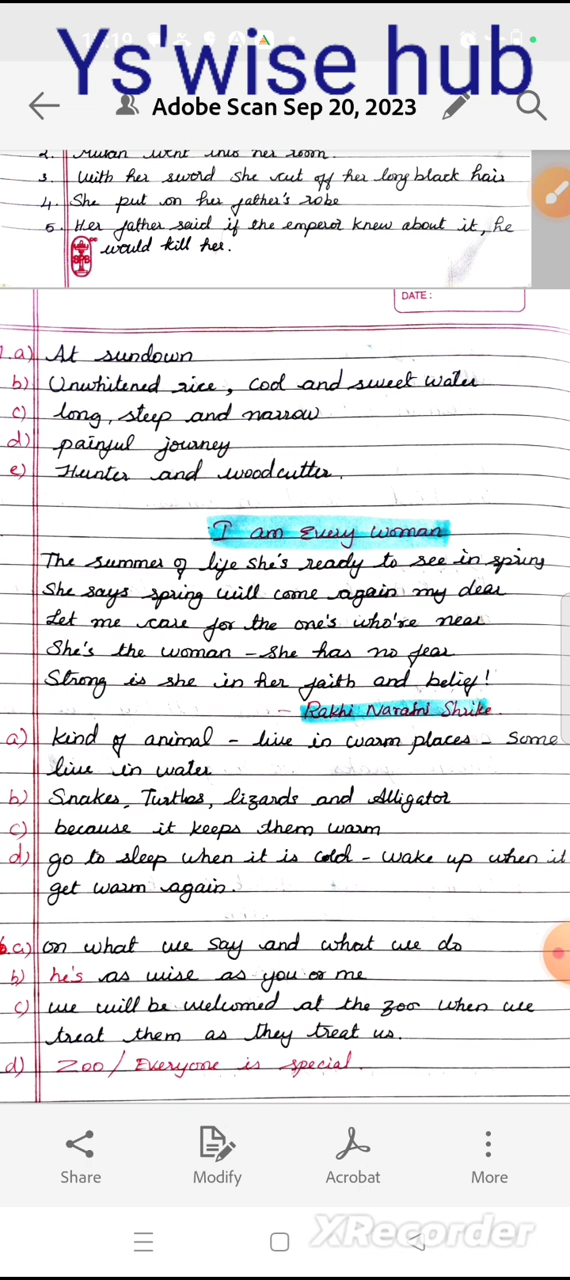 Ys'wise hub
Adobe Scan Sep 20, 2023
2. Mulan went into her room.
3. With her sword she cut off her long black hair
4. She put on her father's robe
5. Her father said if the emperor knew about it, he
would kill her.
DATE:
1.a) At sundown
b) Unwhitened rice, cool and sweet water
c) long, steep and narrow
d) painful journey
e) Hunter and woodcutter.
I am Every woman
The summer of life she's ready to see in spring
She says spring will come again my dear
Let me care for the one's who're near
She's the woman - she has no fear
Strong is she in her faith and belief!
- Rakhi Nariani Shrike.
a) kind of animal - live in warm places - Some
live in water
b) Snakes, Turtles, lizards and Alligator
c) because it keeps them warm
d) go to sleep when it is cold - wake up when it
get warm again.
6.a) on what we say and what we do
b) he's as wise as you or me
c) we will be welcomed at the zoo when we
treat them as they treat us.
d) Zoo / Everyone is special.
Share Modify Acrobat More
XRecorder